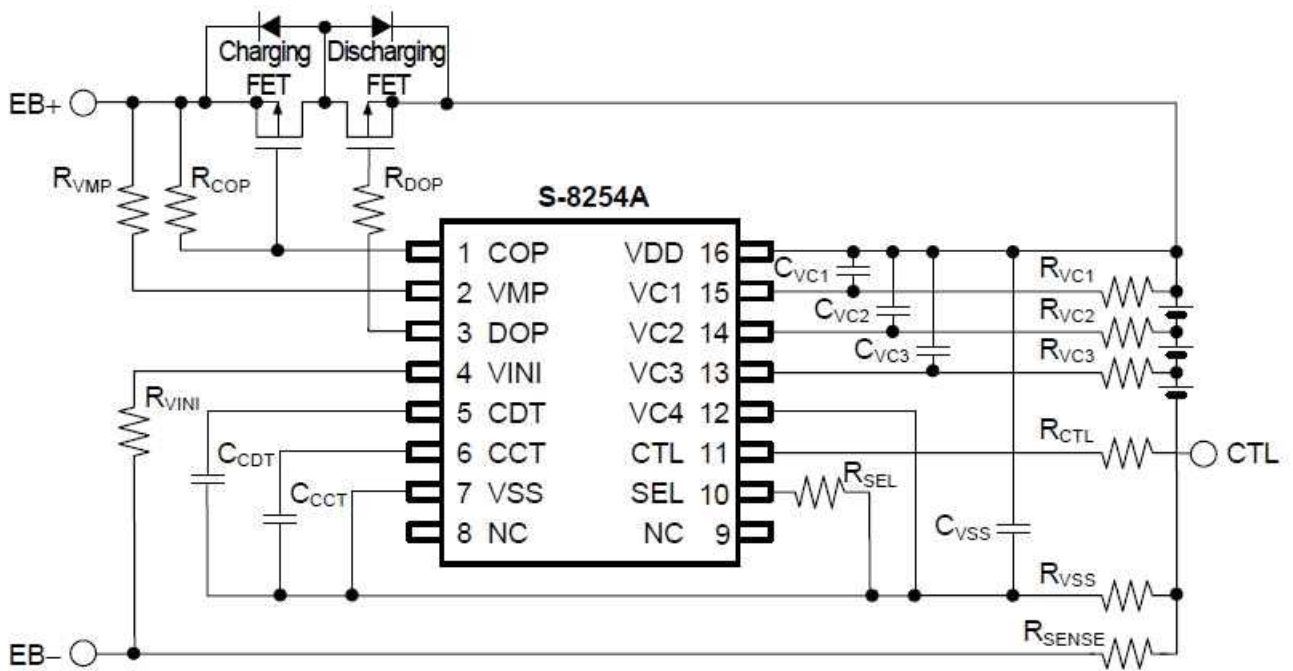 Charging Discharging
FET FET
EB+
RVMP
RCOP
RDOP
S-8254A
1 COP VDD 16
2 VMP VC1 15
3 DOP VC2 14
4 VINI VC3 13
5 CDT VC4 12
6 CCT CTL 11
7 VSS SEL 10
8 NC NC 9
CVC1
CVC2
CVC3
RVC1
RVC2
RVC3
RVINI
CCDT
CCCT
RCTL
CTL
RSEL
CVSS
RVSS
RSENSE
EB−